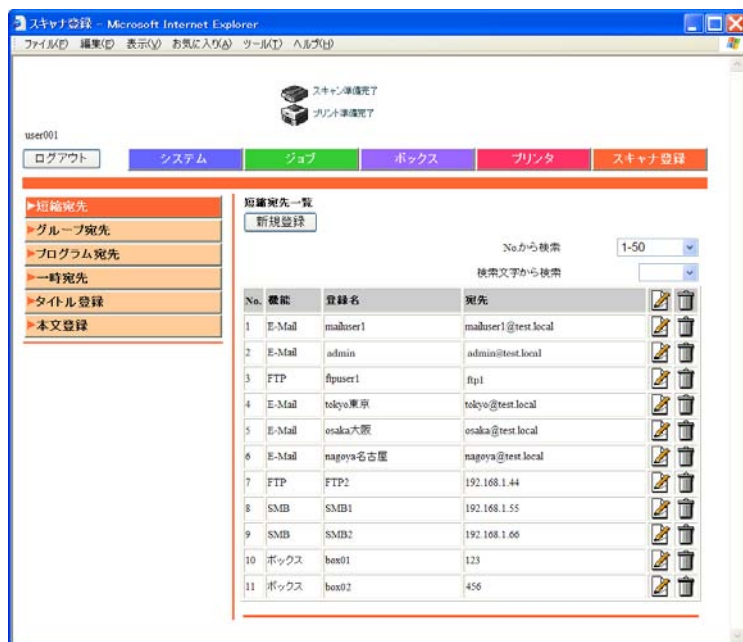 スキャナ登録 - Microsoft Internet Explorer
ファイル(F) 編集(E) 表示(V) お気に入り(A) ツール(T) ヘルプ(H)
スキャン準備完了
プリント準備完了
user001
ログアウト システム ジョブ ボックス プリンタ スキャナ登録
▶短縮宛先
▶グループ宛先
▶プログラム宛先
▶一時宛先
▶タイトル登録
▶本文登録
短縮宛先一覧
新規登録
No.から検索 1-50
検索文字から検索
No. 機能 登録名 宛先
1 E-Mail mailuser1 mailuser1@test.local
2 E-Mail admin admin@test.local
3 FTP ftpuser1 ftp1
4 E-Mail tokyo東京 tokyo@test.local
5 E-Mail osaka大阪 osaka@test.local
6 E-Mail nagoya名古屋 nagoya@test.local
7 FTP FTP2 192.168.1.44
8 SMB SMB1 192.168.1.55
9 SMB SMB2 192.168.1.66
10 ボックス box01 123
11 ボックス box02 456